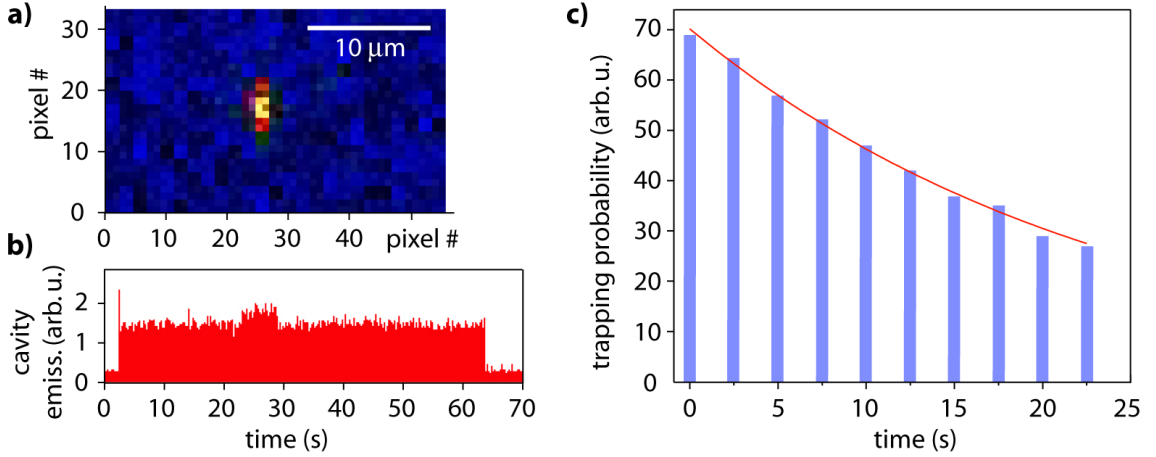 a)
pixel #
30
20
10
0
10 µm
0 10 20 30 40 pixel #
b)
cavity
emiss. (arb. u.)
2
1
0
0 10 20 30 40 50 60 70
time (s)
c)
trapping probability (arb. u.)
70
60
50
40
30
20
10
0
0 5 10 15 20 25
time (s)